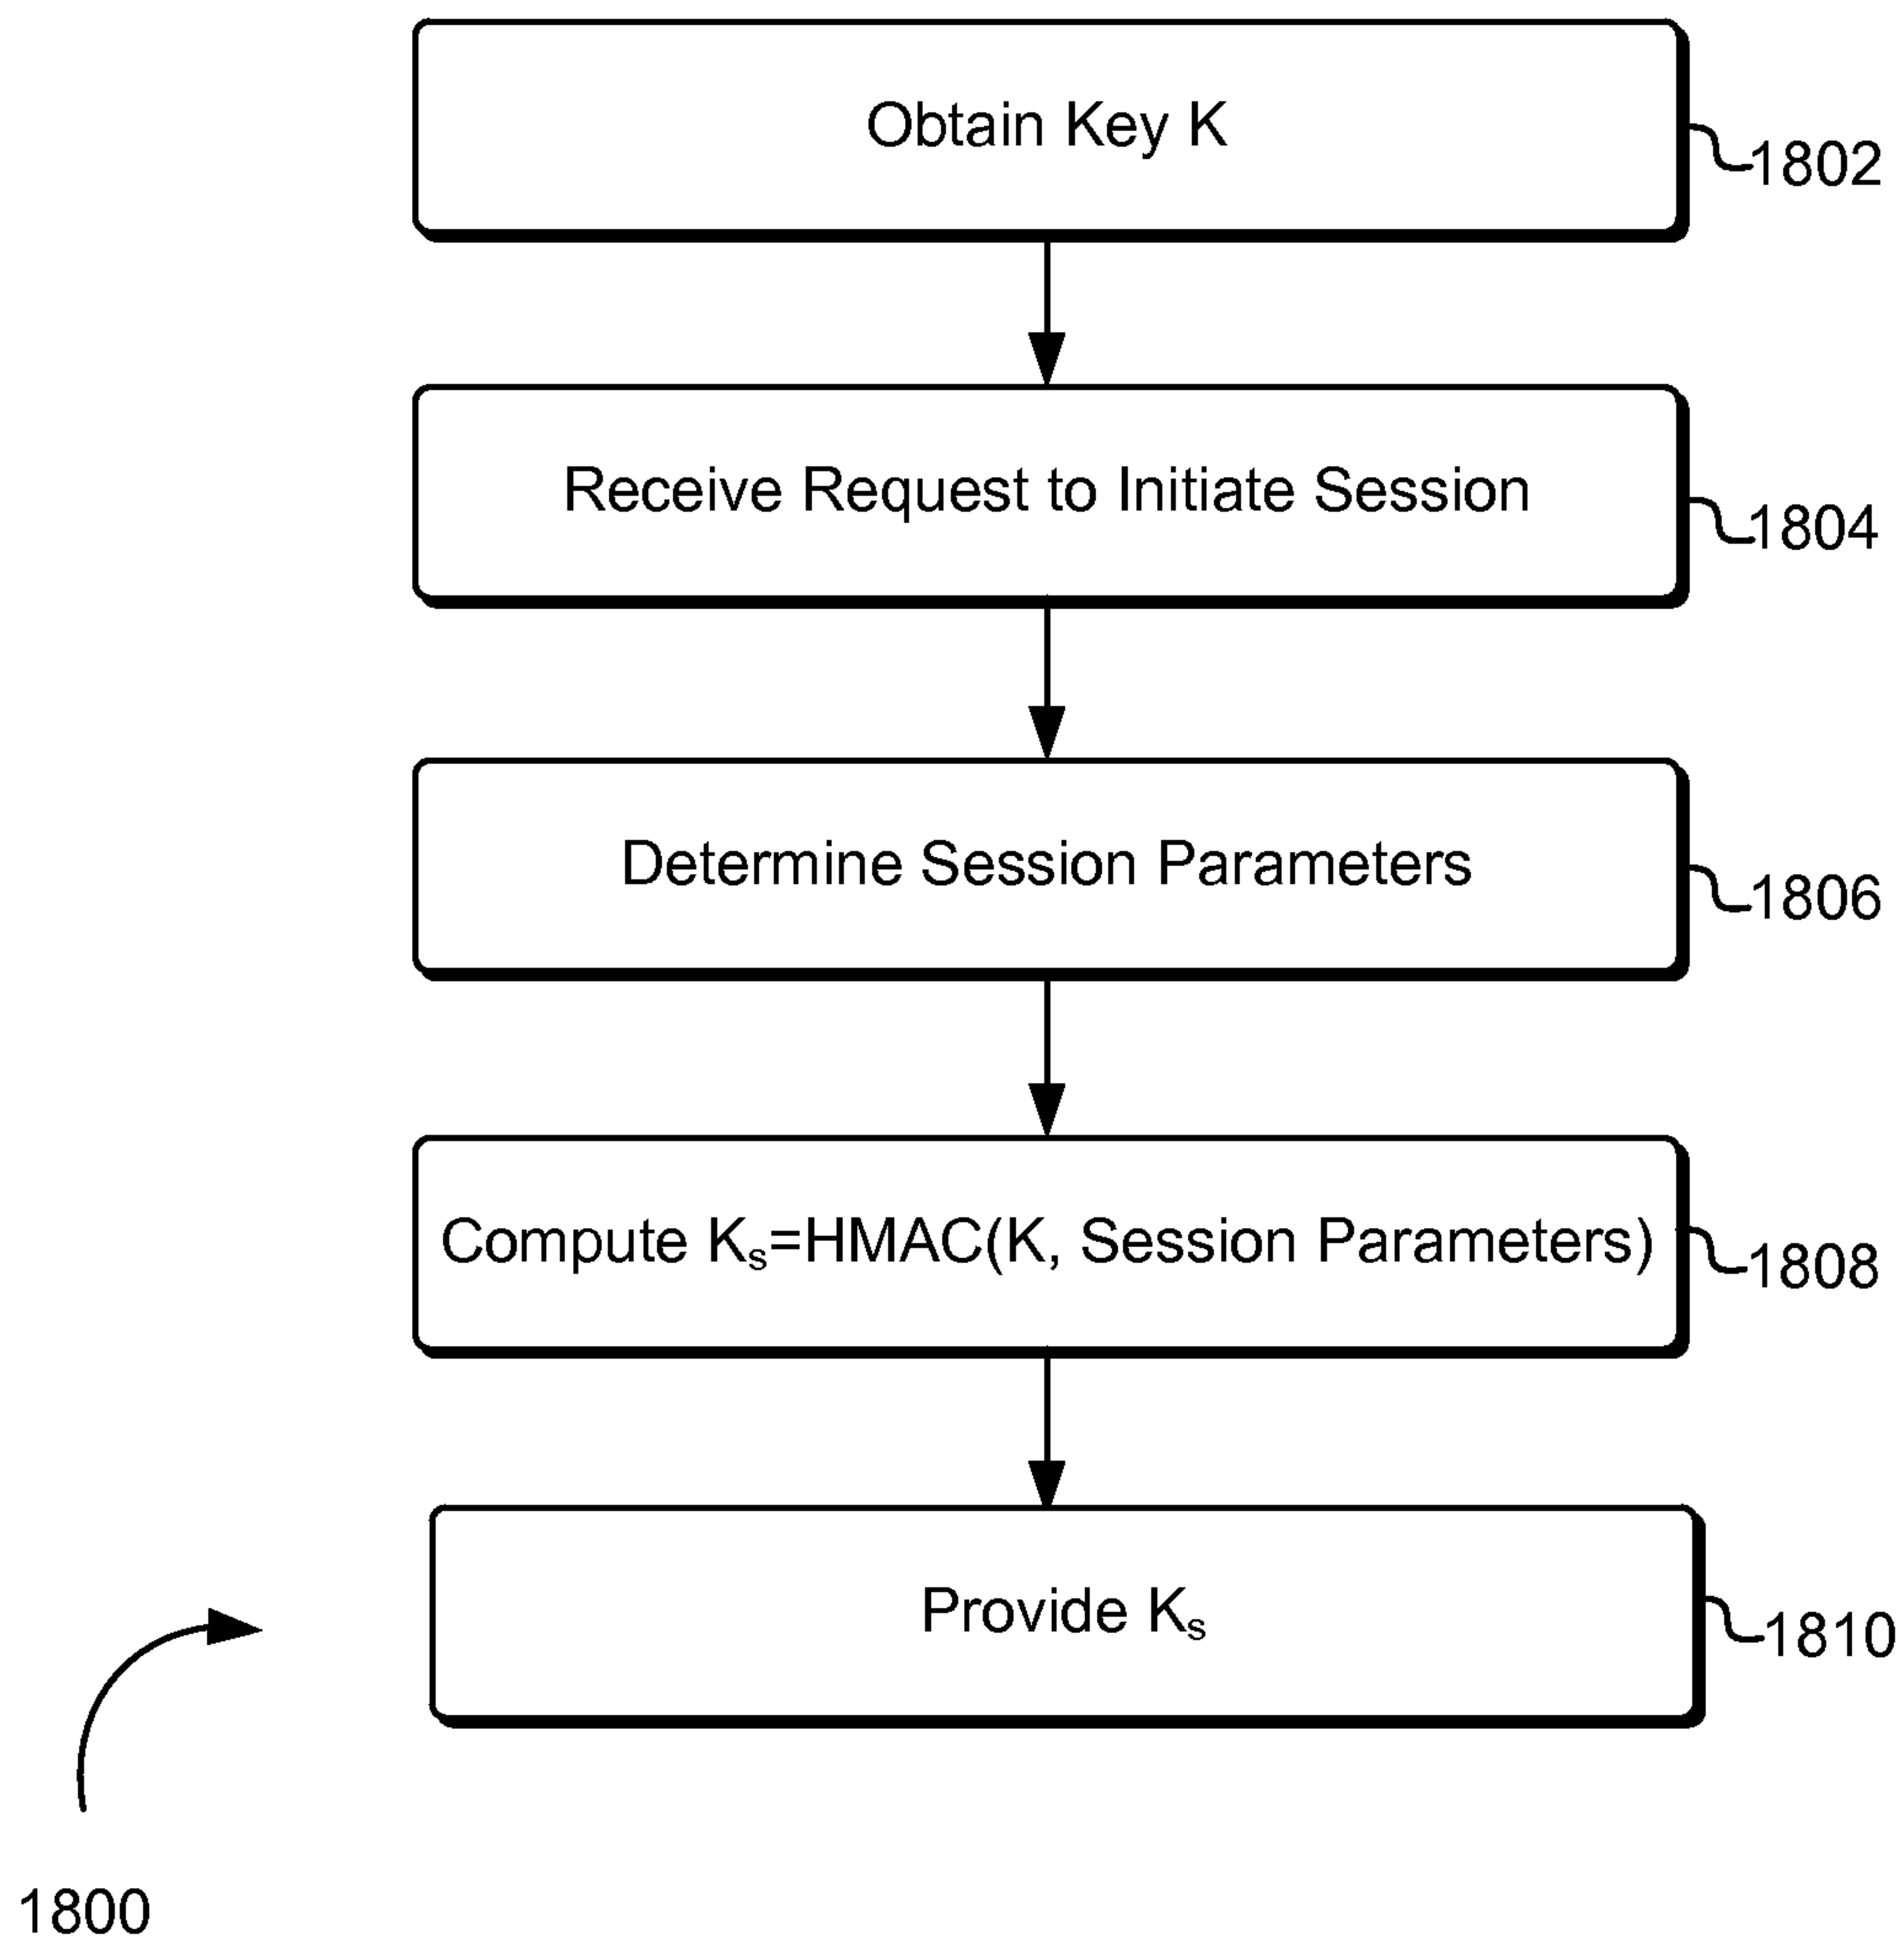 Obtain Key K
1802
Receive Request to Initiate Session
1804
Determine Session Parameters
1806
Compute Kₛ=HMAC(K, Session Parameters)
1808
Provide Kₛ
1810
1800